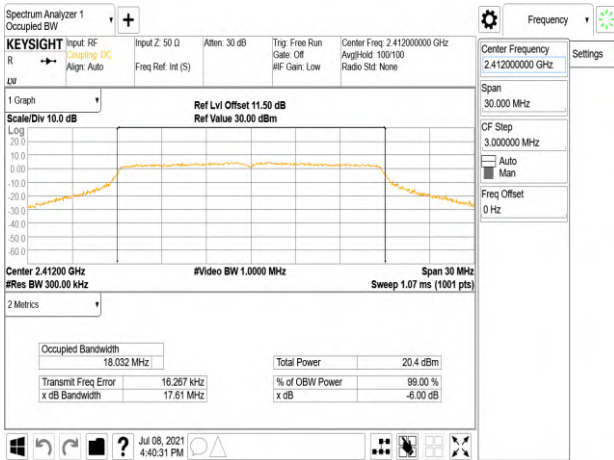 Spectrum Analyzer 1
Occupied BW
Frequency
KEYSIGHT
R
LXI
Input: RF
Coupling: DC
Align: Auto
Input Z: 50 Ω
Freq Ref: Int (S)
Atten: 30 dB
Trig: Free Run
Gate: Off
#IF Gain: Low
Center Freq: 2.412000000 GHz
Avg|Hold: 100/100
Radio Std: None
Center Frequency
2.412000000 GHz
Settings
Span
30.000 MHz
CF Step
3.000000 MHz
Auto
Man
Freq Offset
0 Hz
1 Graph
Scale/Div 10.0 dB
Ref Lvl Offset 11.50 dB
Ref Value 30.00 dBm
Log
20.0
10.0
0.00
-10.0
-20.0
-30.0
-40.0
-50.0
-60.0
Center 2.41200 GHz
#Res BW 300.00 kHz
#Video BW 1.0000 MHz
Span 30 MHz
Sweep 1.07 ms (1001 pts)
2 Metrics
Occupied Bandwidth
18.032 MHz
Total Power 20.4 dBm
Transmit Freq Error 16.267 kHz
% of OBW Power 99.00 %
x dB Bandwidth 17.61 MHz
x dB -6.00 dB
?
Jul 08, 2021
4:40:31 PM